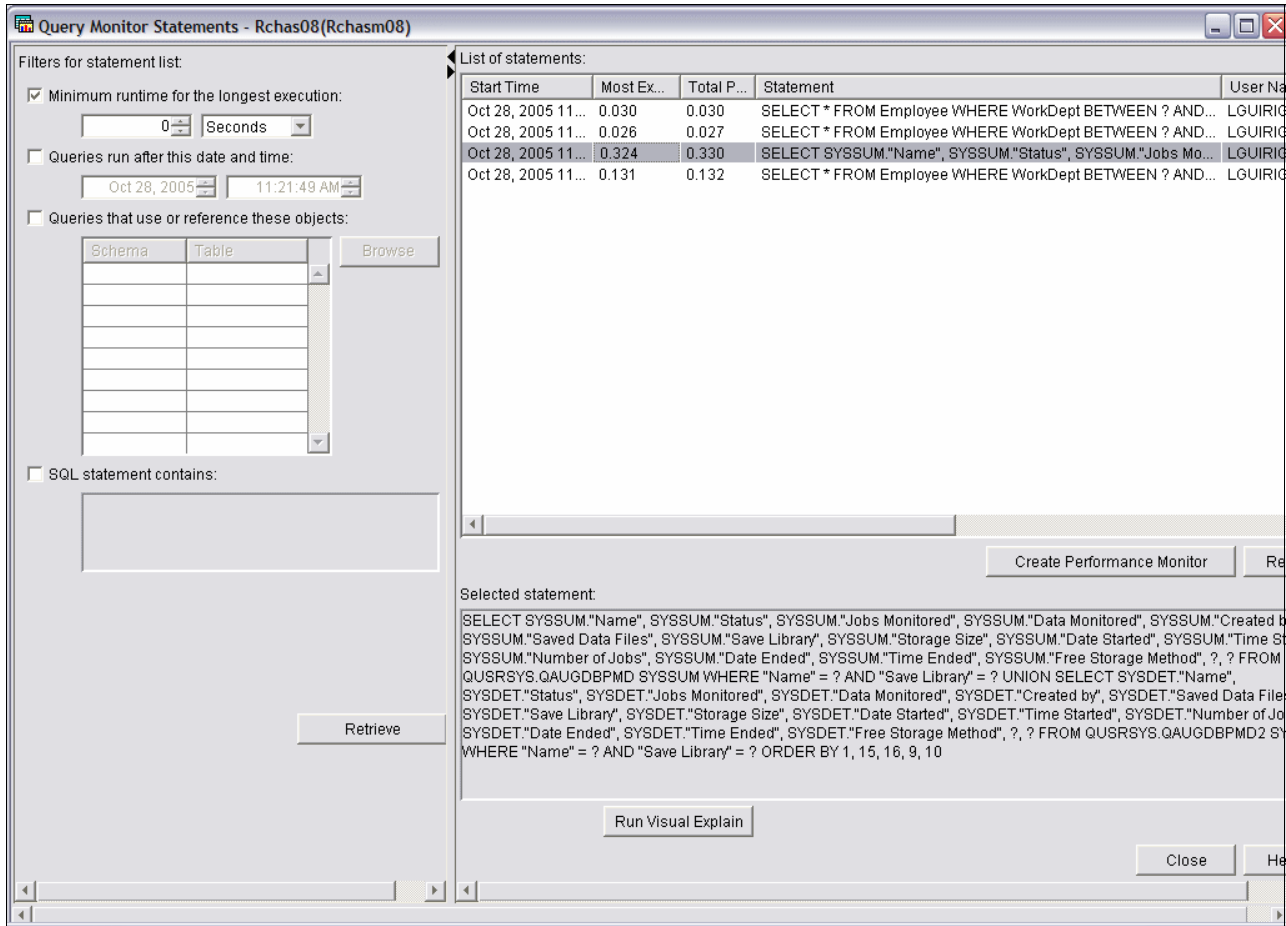 Query Monitor Statements - Rchas08(Rchasm08)
Filters for statement list:
Minimum runtime for the longest execution:
0 Seconds
Queries run after this date and time:
Oct 28, 2005 11:21:49 AM
Queries that use or reference these objects:
Schema Table Browse
SQL statement contains:
Retrieve
List of statements:
Start Time Most Ex... Total P... Statement User Na
Oct 28, 2005 11... 0.030 0.030 SELECT * FROM Employee WHERE WorkDept BETWEEN ? AND... LGUIRIG
Oct 28, 2005 11... 0.026 0.027 SELECT * FROM Employee WHERE WorkDept BETWEEN ? AND... LGUIRIG
Oct 28, 2005 11... 0.324 0.330 SELECT SYSSUM."Name", SYSSUM."Status", SYSSUM."Jobs Mo... LGUIRIG
Oct 28, 2005 11... 0.131 0.132 SELECT * FROM Employee WHERE WorkDept BETWEEN ? AND... LGUIRIG
Create Performance Monitor Re
Selected statement:
SELECT SYSSUM."Name", SYSSUM."Status", SYSSUM."Jobs Monitored", SYSSUM."Data Monitored", SYSSUM."Created b
SYSSUM."Saved Data Files", SYSSUM."Save Library", SYSSUM."Storage Size", SYSSUM."Date Started", SYSSUM."Time St
SYSSUM."Number of Jobs", SYSSUM."Date Ended", SYSSUM."Time Ended", SYSSUM."Free Storage Method", ?, ? FROM
QUSRSYS.QAUGDBPMD SYSSUM WHERE "Name" = ? AND "Save Library" = ? UNION SELECT SYSDET."Name",
SYSDET."Status", SYSDET."Jobs Monitored", SYSDET."Data Monitored", SYSDET."Created by", SYSDET."Saved Data File
SYSDET."Save Library", SYSDET."Storage Size", SYSDET."Date Started", SYSDET."Time Started", SYSDET."Number of Jo
SYSDET."Date Ended", SYSDET."Time Ended", SYSDET."Free Storage Method", ?, ? FROM QUSRSYS.QAUGDBPMD2 SY
WHERE "Name" = ? AND "Save Library" = ? ORDER BY 1, 15, 16, 9, 10
Run Visual Explain
Close He